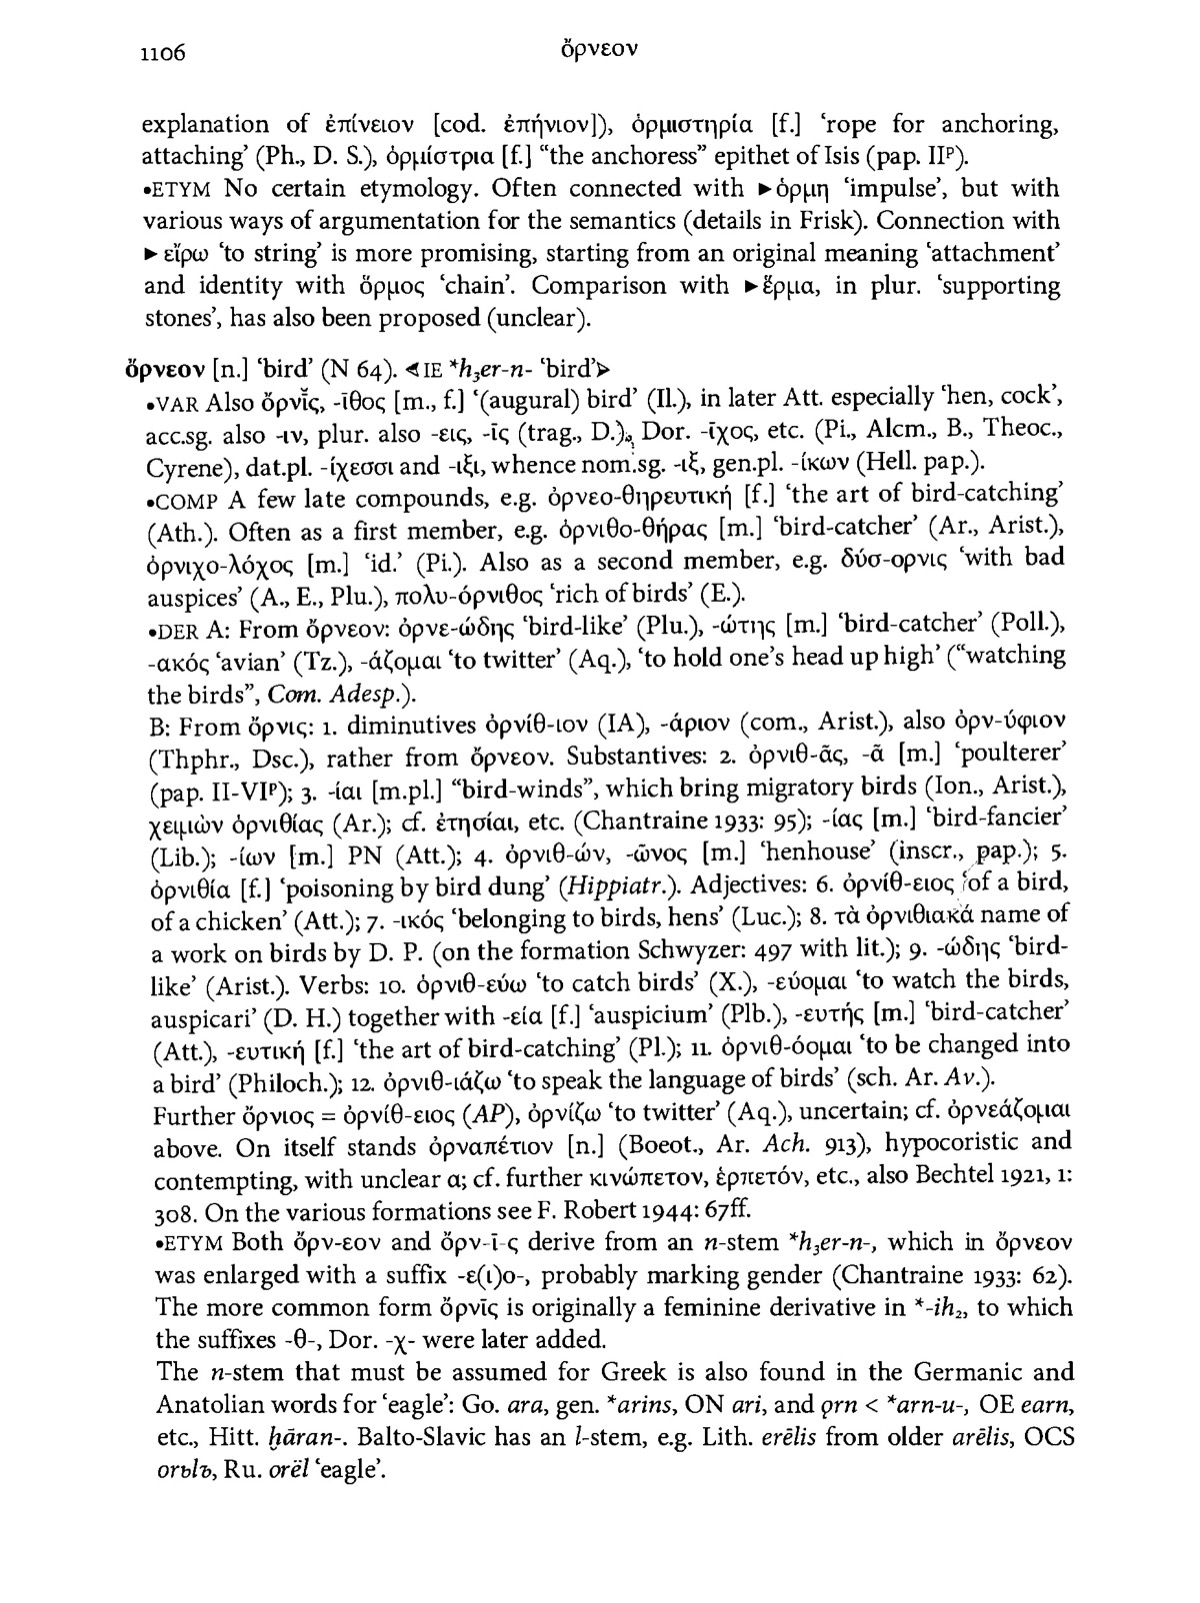 1106
ὄρνεον
explanation of ἐπίνειον [cod. ἐπήνιον]), ὁρμιστηρία [f.] ‘rope for anchoring,
attaching’ (Ph., D. S.), ὁρμίστρια [f.] “the anchoress” epithet of Isis (pap. IIᵖ).
•ETYM No certain etymology. Often connected with ►ὁρμη ‘impulse’, but with
various ways of argumentation for the semantics (details in Frisk). Connection with
►εἴρω ‘to string’ is more promising, starting from an original meaning ‘attachment’
and identity with ὅρμος ‘chain’. Comparison with ►ἕρμα, in plur. ‘supporting
stones’, has also been proposed (unclear).
ὄρνεον [n.] ‘bird’ (N 64). ⋖IE *h₃er-n- ‘bird’⋗
•VAR Also ὄρνῑ̆ς, -ῑθος [m., f.] ‘(augural) bird’ (Il.), in later Att. especially ‘hen, cock’,
acc.sg. also -ιν, plur. also -εις, -ῑς (trag., D.), Dor. -ῑχος, etc. (Pi., Alcm., B., Theoc.,
Cyrene), dat.pl. -ίχεσσι and -ιξι, whence nom.sg. -ιξ, gen.pl. -ίκων (Hell. pap.).
•COMP A few late compounds, e.g. ὀρνεο-θηρευτική [f.] ‘the art of bird-catching’
(Ath.). Often as a first member, e.g. ὀρνιθο-θήρας [m.] ‘bird-catcher’ (Ar., Arist.),
ὀρνιχο-λόχος [m.] ‘id.’ (Pi.). Also as a second member, e.g. δύσ-ορνις ‘with bad
auspices’ (A., E., Plu.), πολυ-όρνιθος ‘rich of birds’ (E.).
•DER A: From ὄρνεον: ὀρνε-ώδης ‘bird-like’ (Plu.), -ώτης [m.] ‘bird-catcher’ (Poll.),
-ακός ‘avian’ (Tz.), -άζομαι ‘to twitter’ (Aq.), ‘to hold one’s head up high’ (“watching
the birds”, Com. Adesp.).
B: From ὄρνις: 1. diminutives ὀρνίθ-ιον (IA), -άριον (com., Arist.), also ὀρν-ύφιον
(Thphr., Dsc.), rather from ὄρνεον. Substantives: 2. ὀρνιθ-ᾶς, -ᾶ [m.] ‘poulterer’
(pap. II-VIᵖ); 3. -ίαι [m.pl.] “bird-winds”, which bring migratory birds (Ion., Arist.),
χειμὼν ὀρνιθίας (Ar.); cf. ἐτησίαι, etc. (Chantraine 1933: 95); -ίας [m.] ‘bird-fancier’
(Lib.); -ίων [m.] PN (Att.); 4. ὀρνιθ-ών, -ῶνος [m.] ‘henhouse’ (inscr., pap.); 5.
ὀρνιθία [f.] ‘poisoning by bird dung’ (Hippiatr.). Adjectives: 6. ὀρνίθ-ειος ‘of a bird,
of a chicken’ (Att.); 7. -ικός ‘belonging to birds, hens’ (Luc.); 8. τὰ ὀρνιθιακά name of
a work on birds by D. P. (on the formation Schwyzer: 497 with lit.); 9. -ώδης ‘bird-
like’ (Arist.). Verbs: 10. ὀρνιθ-εύω ‘to catch birds’ (X.), -εύομαι ‘to watch the birds,
auspicari’ (D. H.) together with -εία [f.] ‘auspicium’ (Plb.), -ευτής [m.] ‘bird-catcher’
(Att.), -ευτική [f.] ‘the art of bird-catching’ (Pl.); 11. ὀρνιθ-όομαι ‘to be changed into
a bird’ (Philoch.); 12. ὀρνιθ-ιάζω ‘to speak the language of birds’ (sch. Ar. Av.).
Further ὄρνιος = ὀρνίθ-ειος (AP), ὀρνίζω ‘to twitter’ (Aq.), uncertain; cf. ὀρνεάζομαι
above. On itself stands ὀρναπέτιον [n.] (Boeot., Ar. Ach. 913), hypocoristic and
contempting, with unclear α; cf. further κινώπετον, ἑρπετόν, etc., also Bechtel 1921, 1:
308. On the various formations see F. Robert 1944: 67ff.
•ETYM Both ὄρν-εον and ὄρν-ῑ-ς derive from an n-stem *h₃er-n-, which in ὄρνεον
was enlarged with a suffix -ε(ι)ο-, probably marking gender (Chantraine 1933: 62).
The more common form ὄρνῑς is originally a feminine derivative in *-ih₂, to which
the suffixes -θ-, Dor. -χ- were later added.
The n-stem that must be assumed for Greek is also found in the Germanic and
Anatolian words for ‘eagle’: Go. ara, gen. *arins, ON ari, and ǫrn < *arn-u-, OE earn,
etc., Hitt. ḫāran-. Balto-Slavic has an l-stem, e.g. Lith. erēlis from older arēlis, OCS
orьlъ, Ru. orël ‘eagle’.